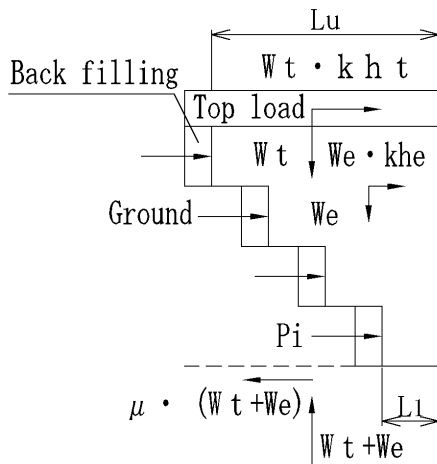 Lu
Wt・kht
Back filling
Top load
Wt
We・khe
Ground
We
Pi
μ・(Wt+We)
L1
Wt+We